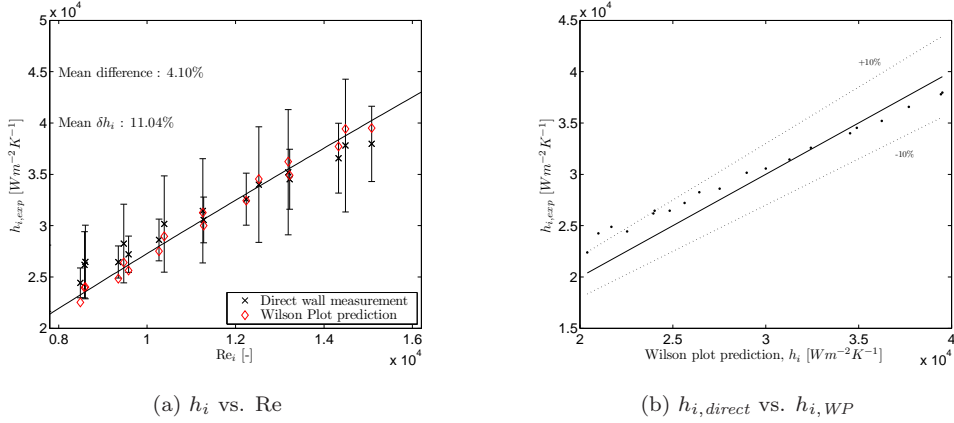 x 10^4
5
4.5
4
3.5
3
2.5
2
1.5
h_{i,exp} [Wm^{-2}K^{-1}]
Mean difference : 4.10%
Mean δh_i : 11.04%
Direct wall measurement
Wilson Plot prediction
0.8 1 1.2 1.4 1.6
Re_i [-]
x 10^4
(a) h_i vs. Re
x 10^4
4.5
4
3.5
3
2.5
2
1.5
h_{i,exp} [Wm^{-2}K^{-1}]
+10%
-10%
2 2.5 3 3.5 4
Wilson plot prediction, h_i [Wm^{-2}K^{-1}]
x 10^4
(b) h_{i,direct} vs. h_{i,WP}